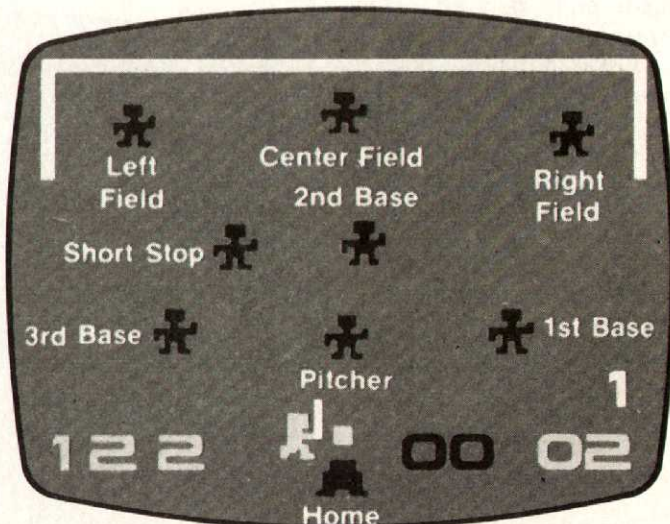 Left
Field
Center Field
2nd Base
Right
Field
Short Stop
3rd Base
1st Base
Pitcher
1
122 00 02
Home